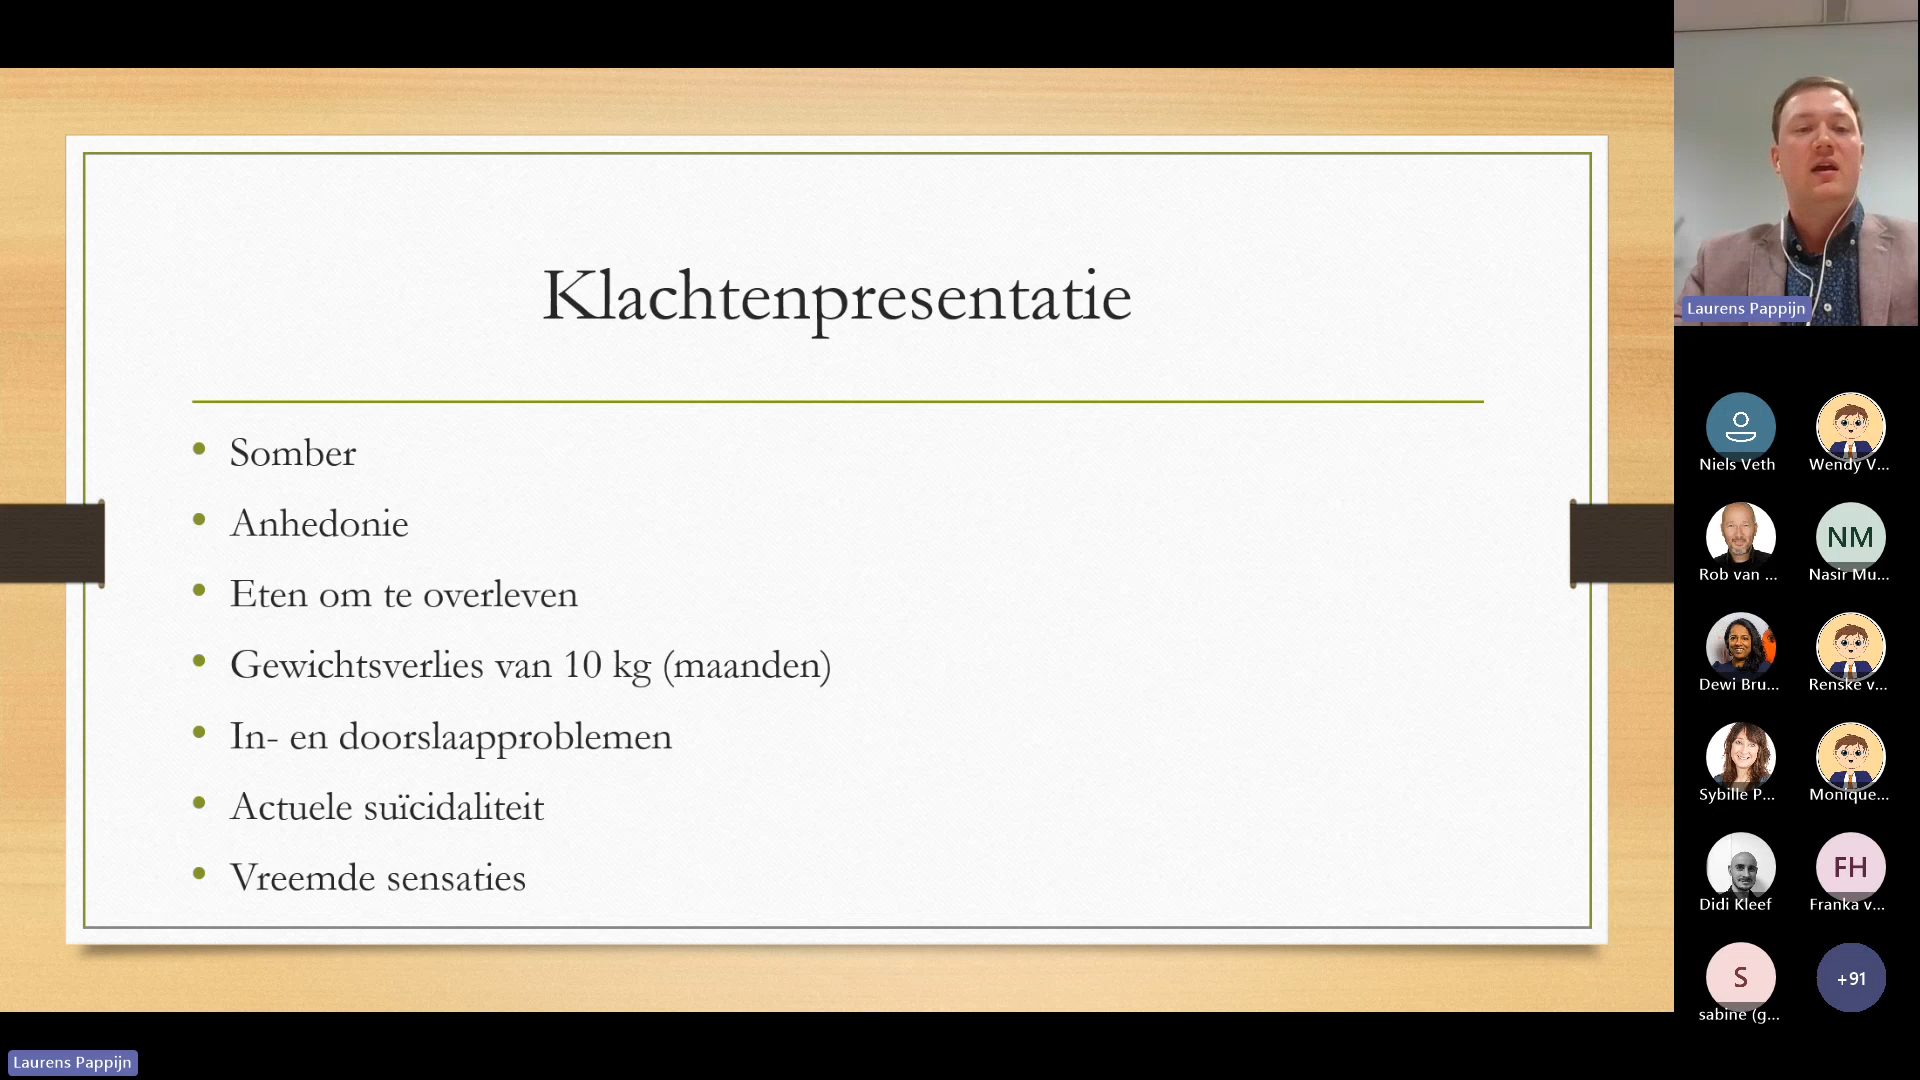 Klachtenpresentatie
Somber
Anhedonie
Eten om te overleven
Gewichtsverlies van 10 kg (maanden)
In- en doorslaapproblemen
Actuele suïcidaliteit
Vreemde sensaties
Laurens Pappijn
Niels Veth
Wendy V...
Rob van ...
NM
Nasir Mu...
Dewi Bru...
Renske v...
Sybille P...
Monique...
Didi Kleef
FH
Franka v...
S
sabine (g...
+91
Laurens Pappijn